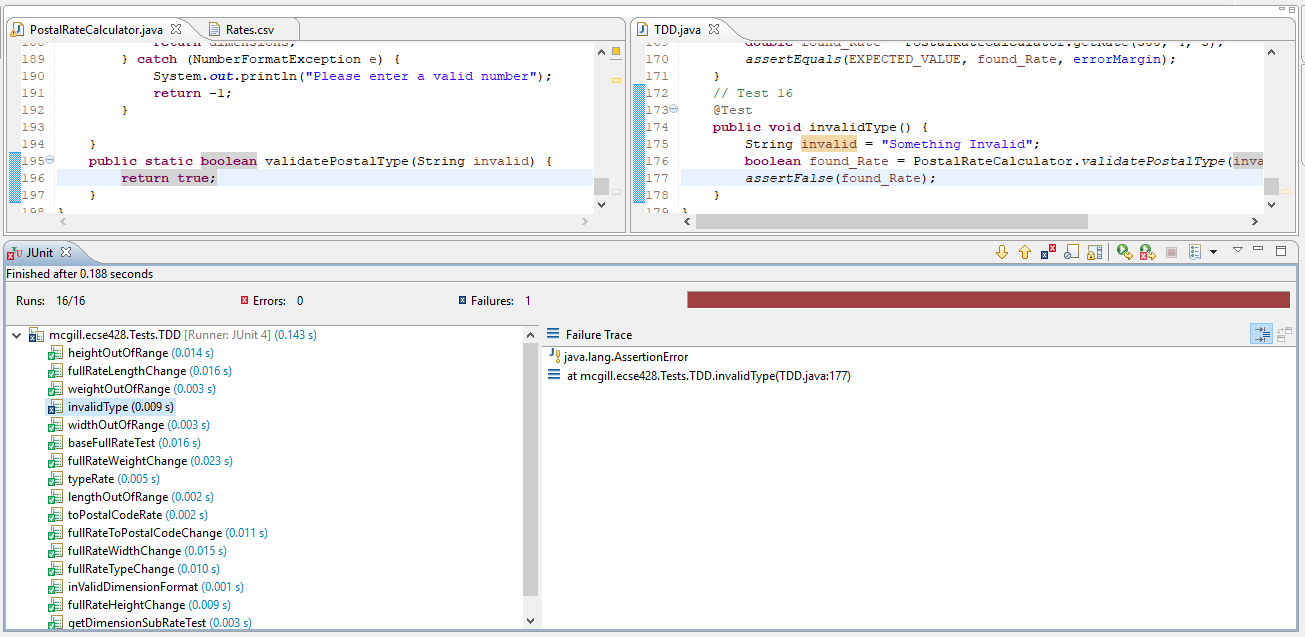 PostalRateCalculator.java
Rates.csv
return dimensions;
189 } catch (NumberFormatException e) {
190 System.out.println("Please enter a valid number");
191 return -1;
192 }
193
194 }
195 public static boolean validatePostalType(String invalid) {
196 return true;
197 }
198 }
TDD.java
169 double found_Rate = PostalRateCalculator.getRate(300, 4, 3);
170 assertEquals(EXPECTED_VALUE, found_Rate, errorMargin);
171 }
172 // Test 16
173 @Test
174 public void invalidType() {
175 String invalid = "Something Invalid";
176 boolean found_Rate = PostalRateCalculator.validatePostalType(inva
177 assertFalse(found_Rate);
178 }
179 }
JUnit
Finished after 0.188 seconds
Runs: 16/16
Errors: 0
Failures: 1
mcgill.ecse428.Tests.TDD [Runner: JUnit 4] (0.143 s)
heightOutOfRange (0.014 s)
fullRateLengthChange (0.016 s)
weightOutOfRange (0.003 s)
invalidType (0.009 s)
widthOutOfRange (0.003 s)
baseFullRateTest (0.016 s)
fullRateWeightChange (0.023 s)
typeRate (0.005 s)
lengthOutOfRange (0.002 s)
toPostalCodeRate (0.002 s)
fullRateToPostalCodeChange (0.011 s)
fullRateWidthChange (0.015 s)
fullRateTypeChange (0.010 s)
inValidDimensionFormat (0.001 s)
fullRateHeightChange (0.009 s)
getDimensionSubRateTest (0.003 s)
Failure Trace
java.lang.AssertionError
at mcgill.ecse428.Tests.TDD.invalidType(TDD.java:177)